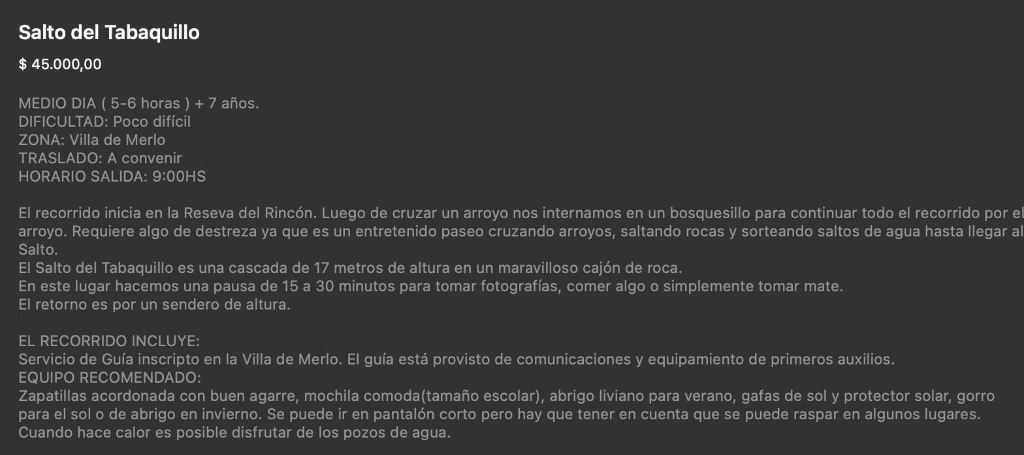 Salto del Tabaquillo
$ 45.000,00
MEDIO DIA ( 5-6 horas ) + 7 años.
DIFICULTAD: Poco difícil
ZONA: Villa de Merlo
TRASLADO: A convenir
HORARIO SALIDA: 9:00HS
El recorrido inicia en la Reseva del Rincón. Luego de cruzar un arroyo nos internamos en un bosquesillo para continuar todo el recorrido por el
arroyo. Requiere algo de destreza ya que es un entretenido paseo cruzando arroyos, saltando rocas y sorteando saltos de agua hasta llegar al
Salto.
El Salto del Tabaquillo es una cascada de 17 metros de altura en un maravilloso cajón de roca.
En este lugar hacemos una pausa de 15 a 30 minutos para tomar fotografías, comer algo o simplemente tomar mate.
El retorno es por un sendero de altura.
EL RECORRIDO INCLUYE:
Servicio de Guía inscripto en la Villa de Merlo. El guía está provisto de comunicaciones y equipamiento de primeros auxilios.
EQUIPO RECOMENDADO:
Zapatillas acordonada con buen agarre, mochila comoda(tamaño escolar), abrigo liviano para verano, gafas de sol y protector solar, gorro
para el sol o de abrigo en invierno. Se puede ir en pantalón corto pero hay que tener en cuenta que se puede raspar en algunos lugares.
Cuando hace calor es posible disfrutar de los pozos de agua.